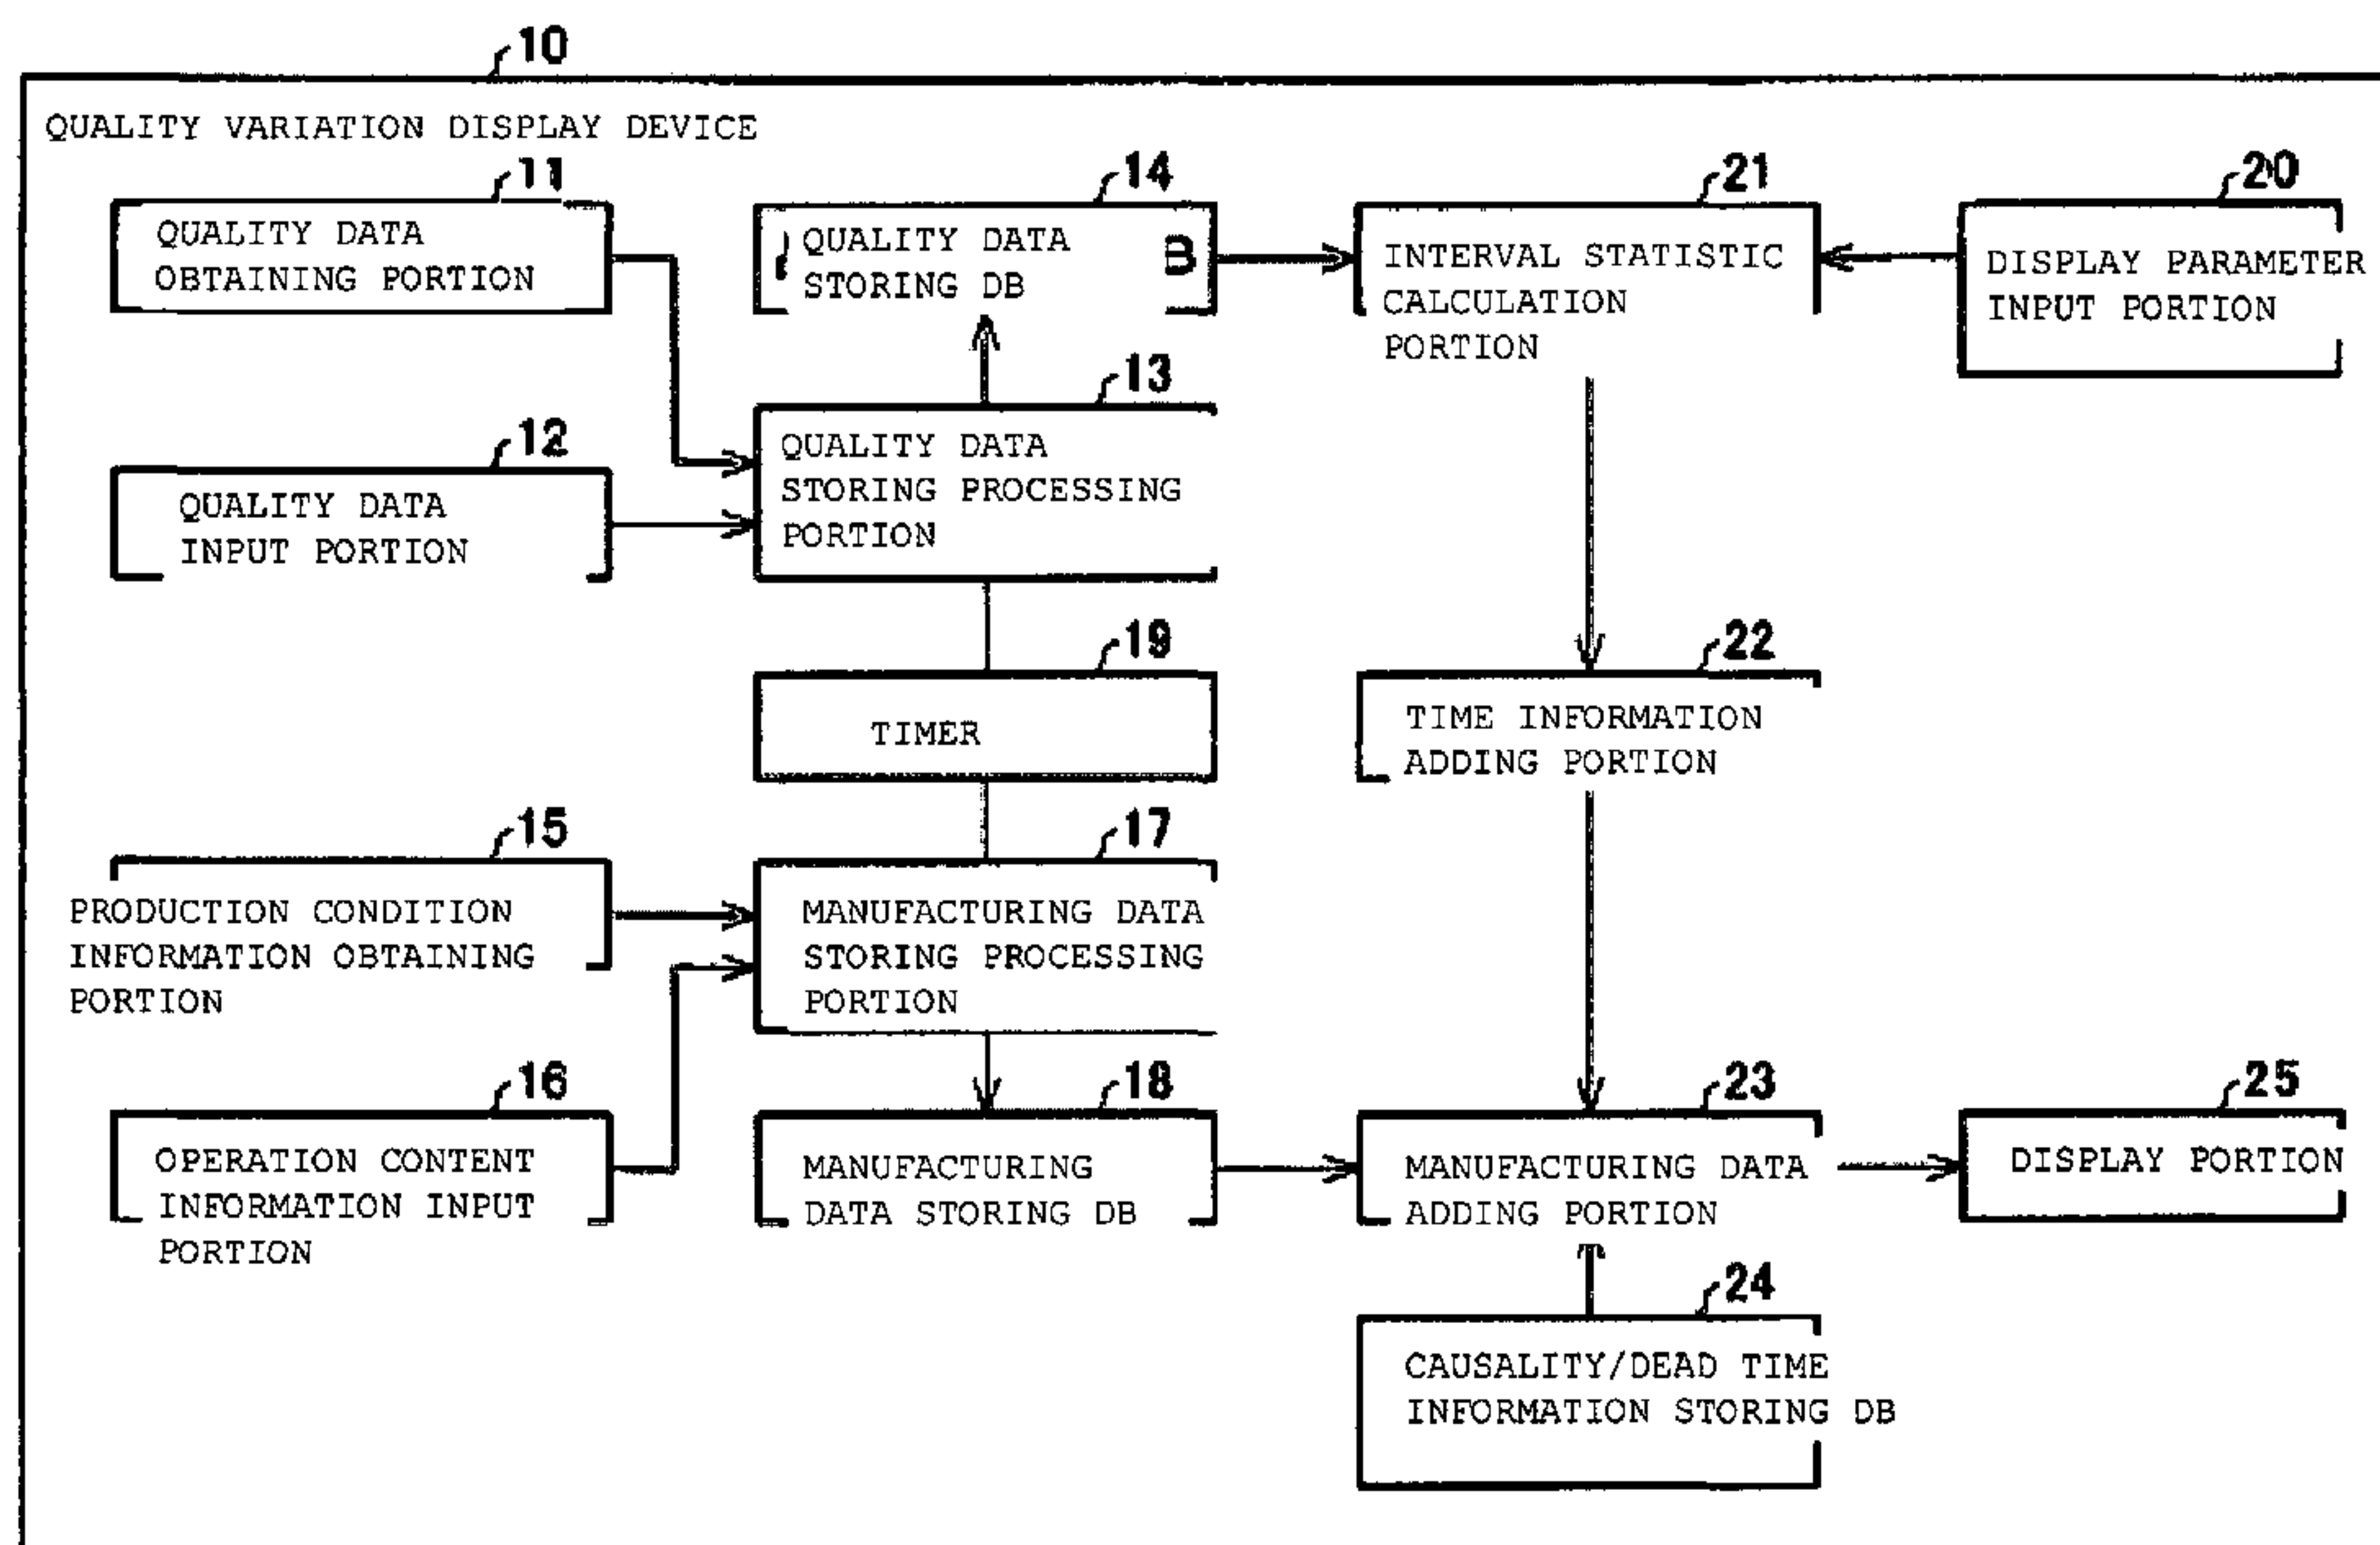 10
QUALITY VARIATION DISPLAY DEVICE
11
QUALITY DATA
OBTAINING PORTION
14
QUALITY DATA
STORING DB
21
INTERVAL STATISTIC
CALCULATION
PORTION
20
DISPLAY PARAMETER
INPUT PORTION
12
QUALITY DATA
INPUT PORTION
13
QUALITY DATA
STORING PROCESSING
PORTION
19
TIMER
22
TIME INFORMATION
ADDING PORTION
15
PRODUCTION CONDITION
INFORMATION OBTAINING
PORTION
17
MANUFACTURING DATA
STORING PROCESSING
PORTION
16
OPERATION CONTENT
INFORMATION INPUT
PORTION
18
MANUFACTURING
DATA STORING DB
23
MANUFACTURING DATA
ADDING PORTION
25
DISPLAY PORTION
24
CAUSALITY/DEAD TIME
INFORMATION STORING DB